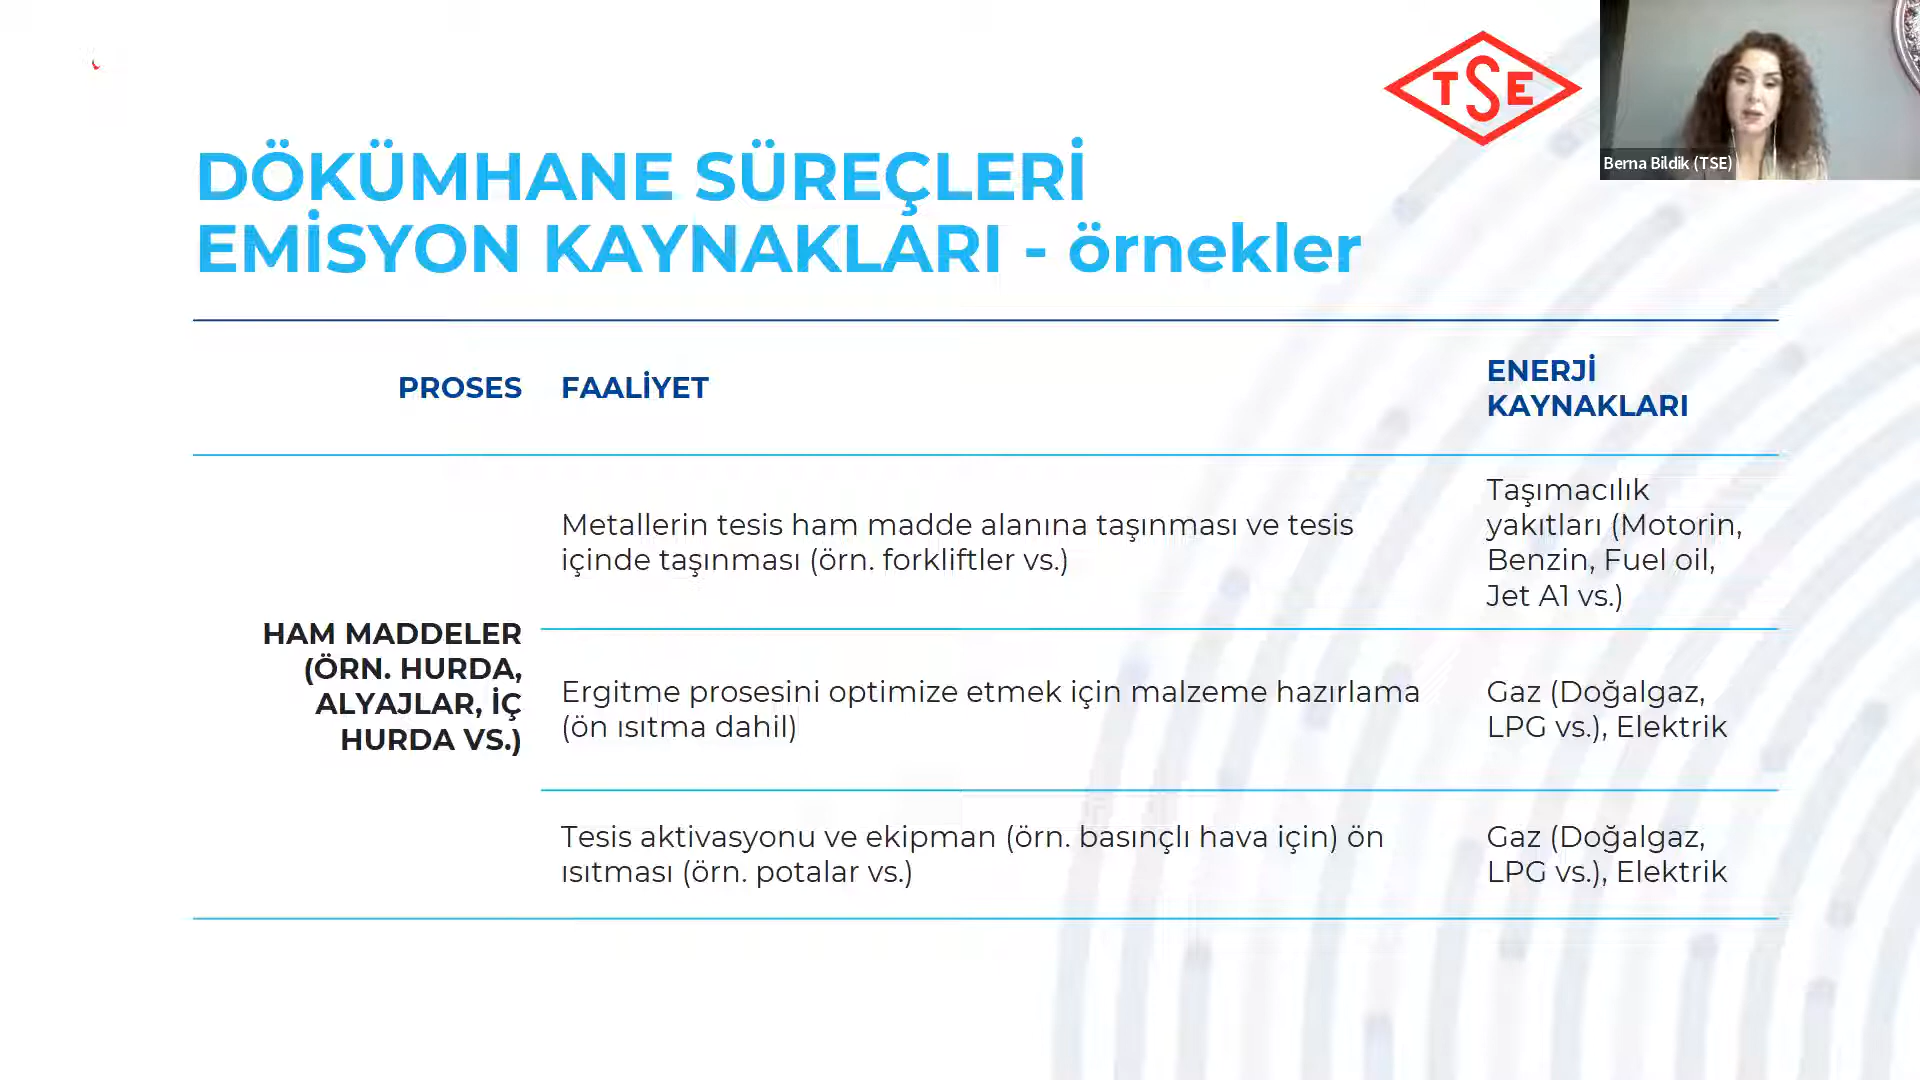 TSE
Berna Bildik (TSE)
DÖKÜMHANE SÜREÇLERİ
EMİSYON KAYNAKLARI - örnekler
PROSES
FAALİYET
ENERJİ
KAYNAKLARI
HAM MADDELER
(ÖRN. HURDA,
ALYAJLAR, İÇ
HURDA VS.)
Metallerin tesis ham madde alanına taşınması ve tesis
içinde taşınması (örn. forkliftler vs.)
Taşımacılık
yakıtları (Motorin,
Benzin, Fuel oil,
Jet A1 vs.)
Ergitme prosesini optimize etmek için malzeme hazırlama
(ön ısıtma dahil)
Gaz (Doğalgaz,
LPG vs.), Elektrik
Tesis aktivasyonu ve ekipman (örn. basınçlı hava için) ön
ısıtması (örn. potalar vs.)
Gaz (Doğalgaz,
LPG vs.), Elektrik